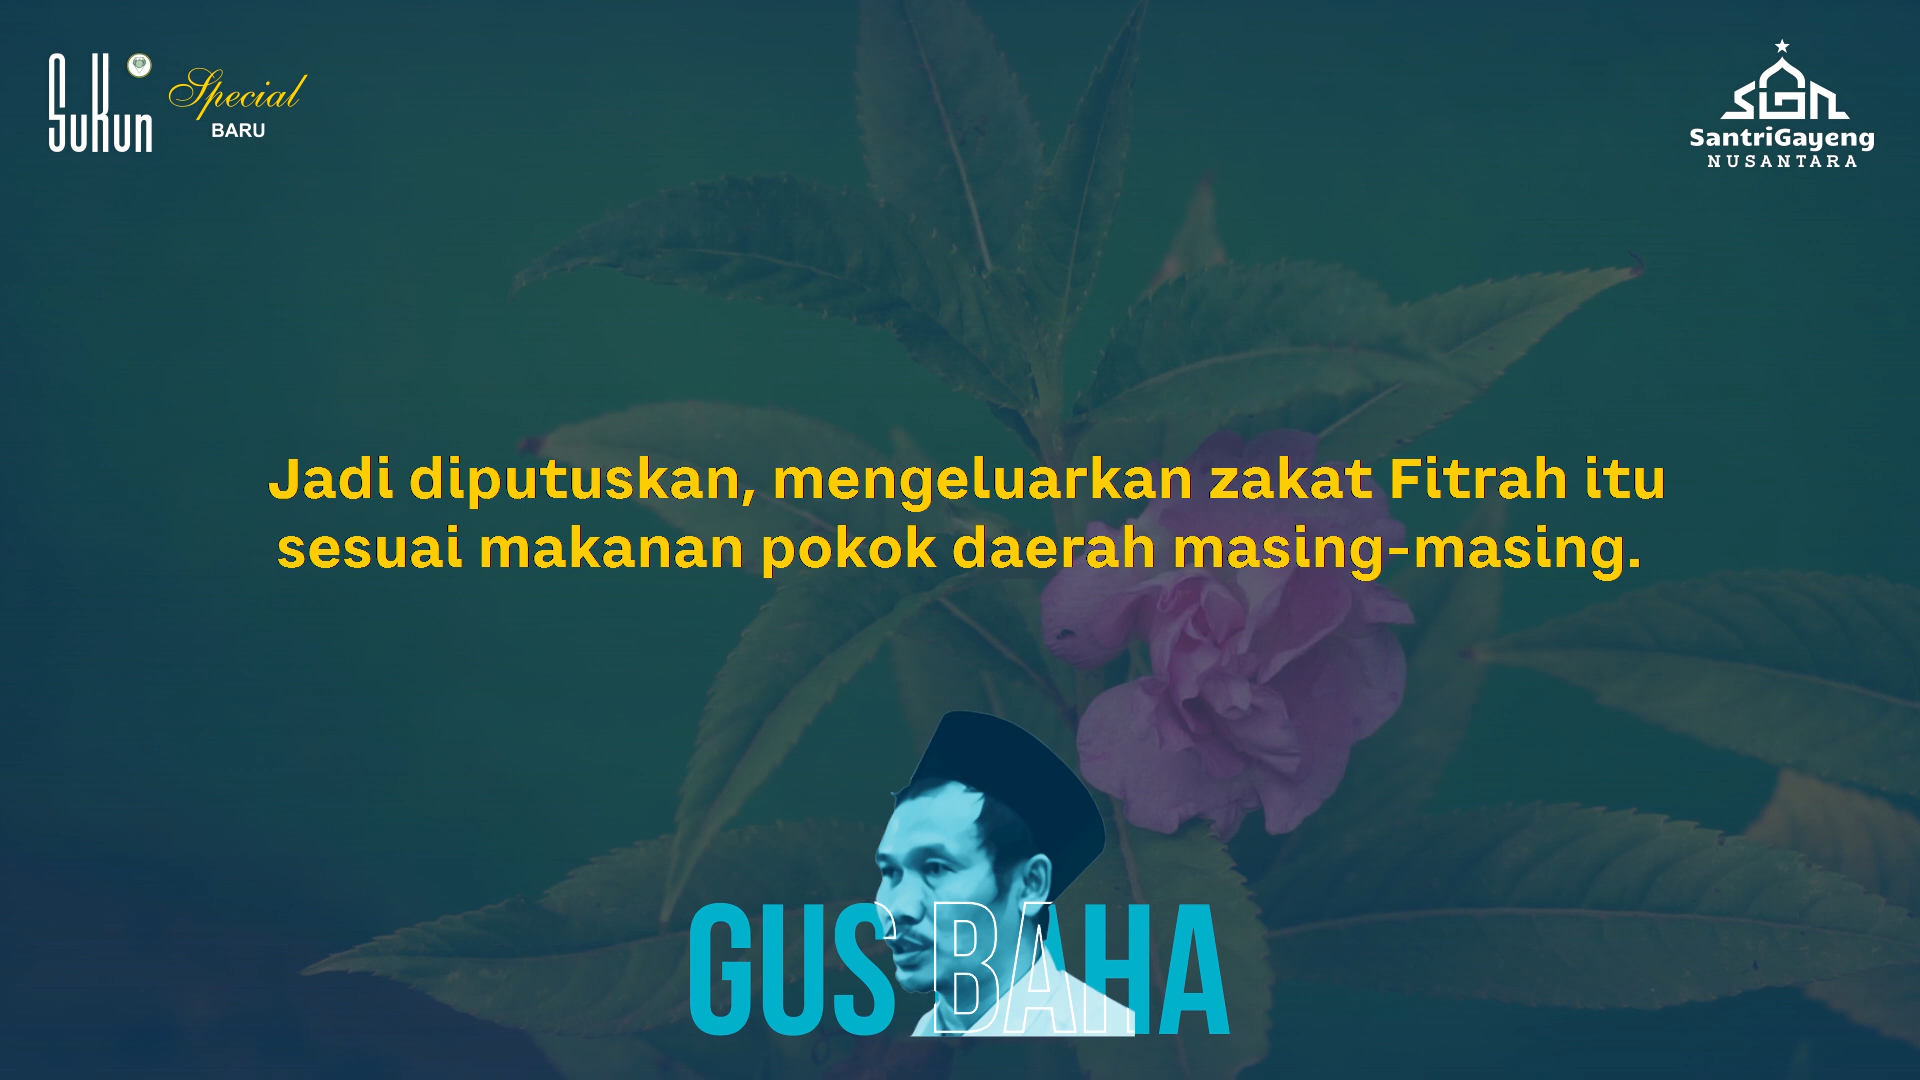 SuKun
Special
BARU
SIGN
SantriGayeng
NUSANTARA
Jadi diputuskan, mengeluarkan zakat Fitrah itu
sesuai makanan pokok daerah masing-masing.
GUS BAHA